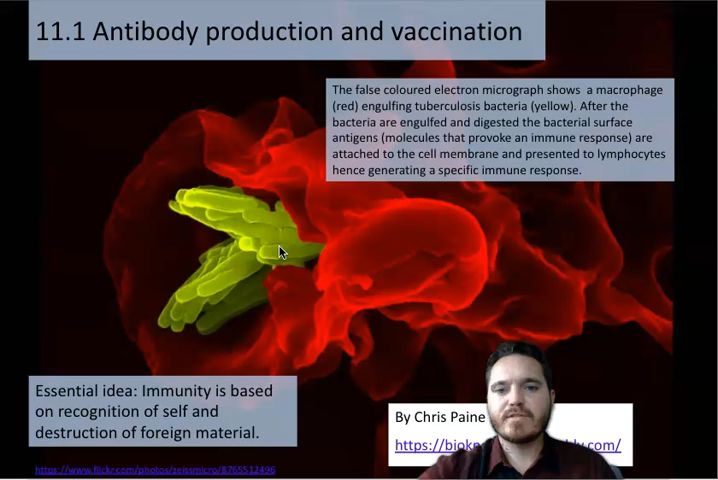 11.1 Antibody production and vaccination
The false coloured electron micrograph shows a macrophage
(red) engulfing tuberculosis bacteria (yellow). After the
bacteria are engulfed and digested the bacterial surface
antigens (molecules that provoke an immune response) are
attached to the cell membrane and presented to lymphocytes
hence generating a specific immune response.
Essential idea: Immunity is based
on recognition of self and
destruction of foreign material.
By Chris Paine
https://www.flickr.com/photos/zeissmicro/8765512496